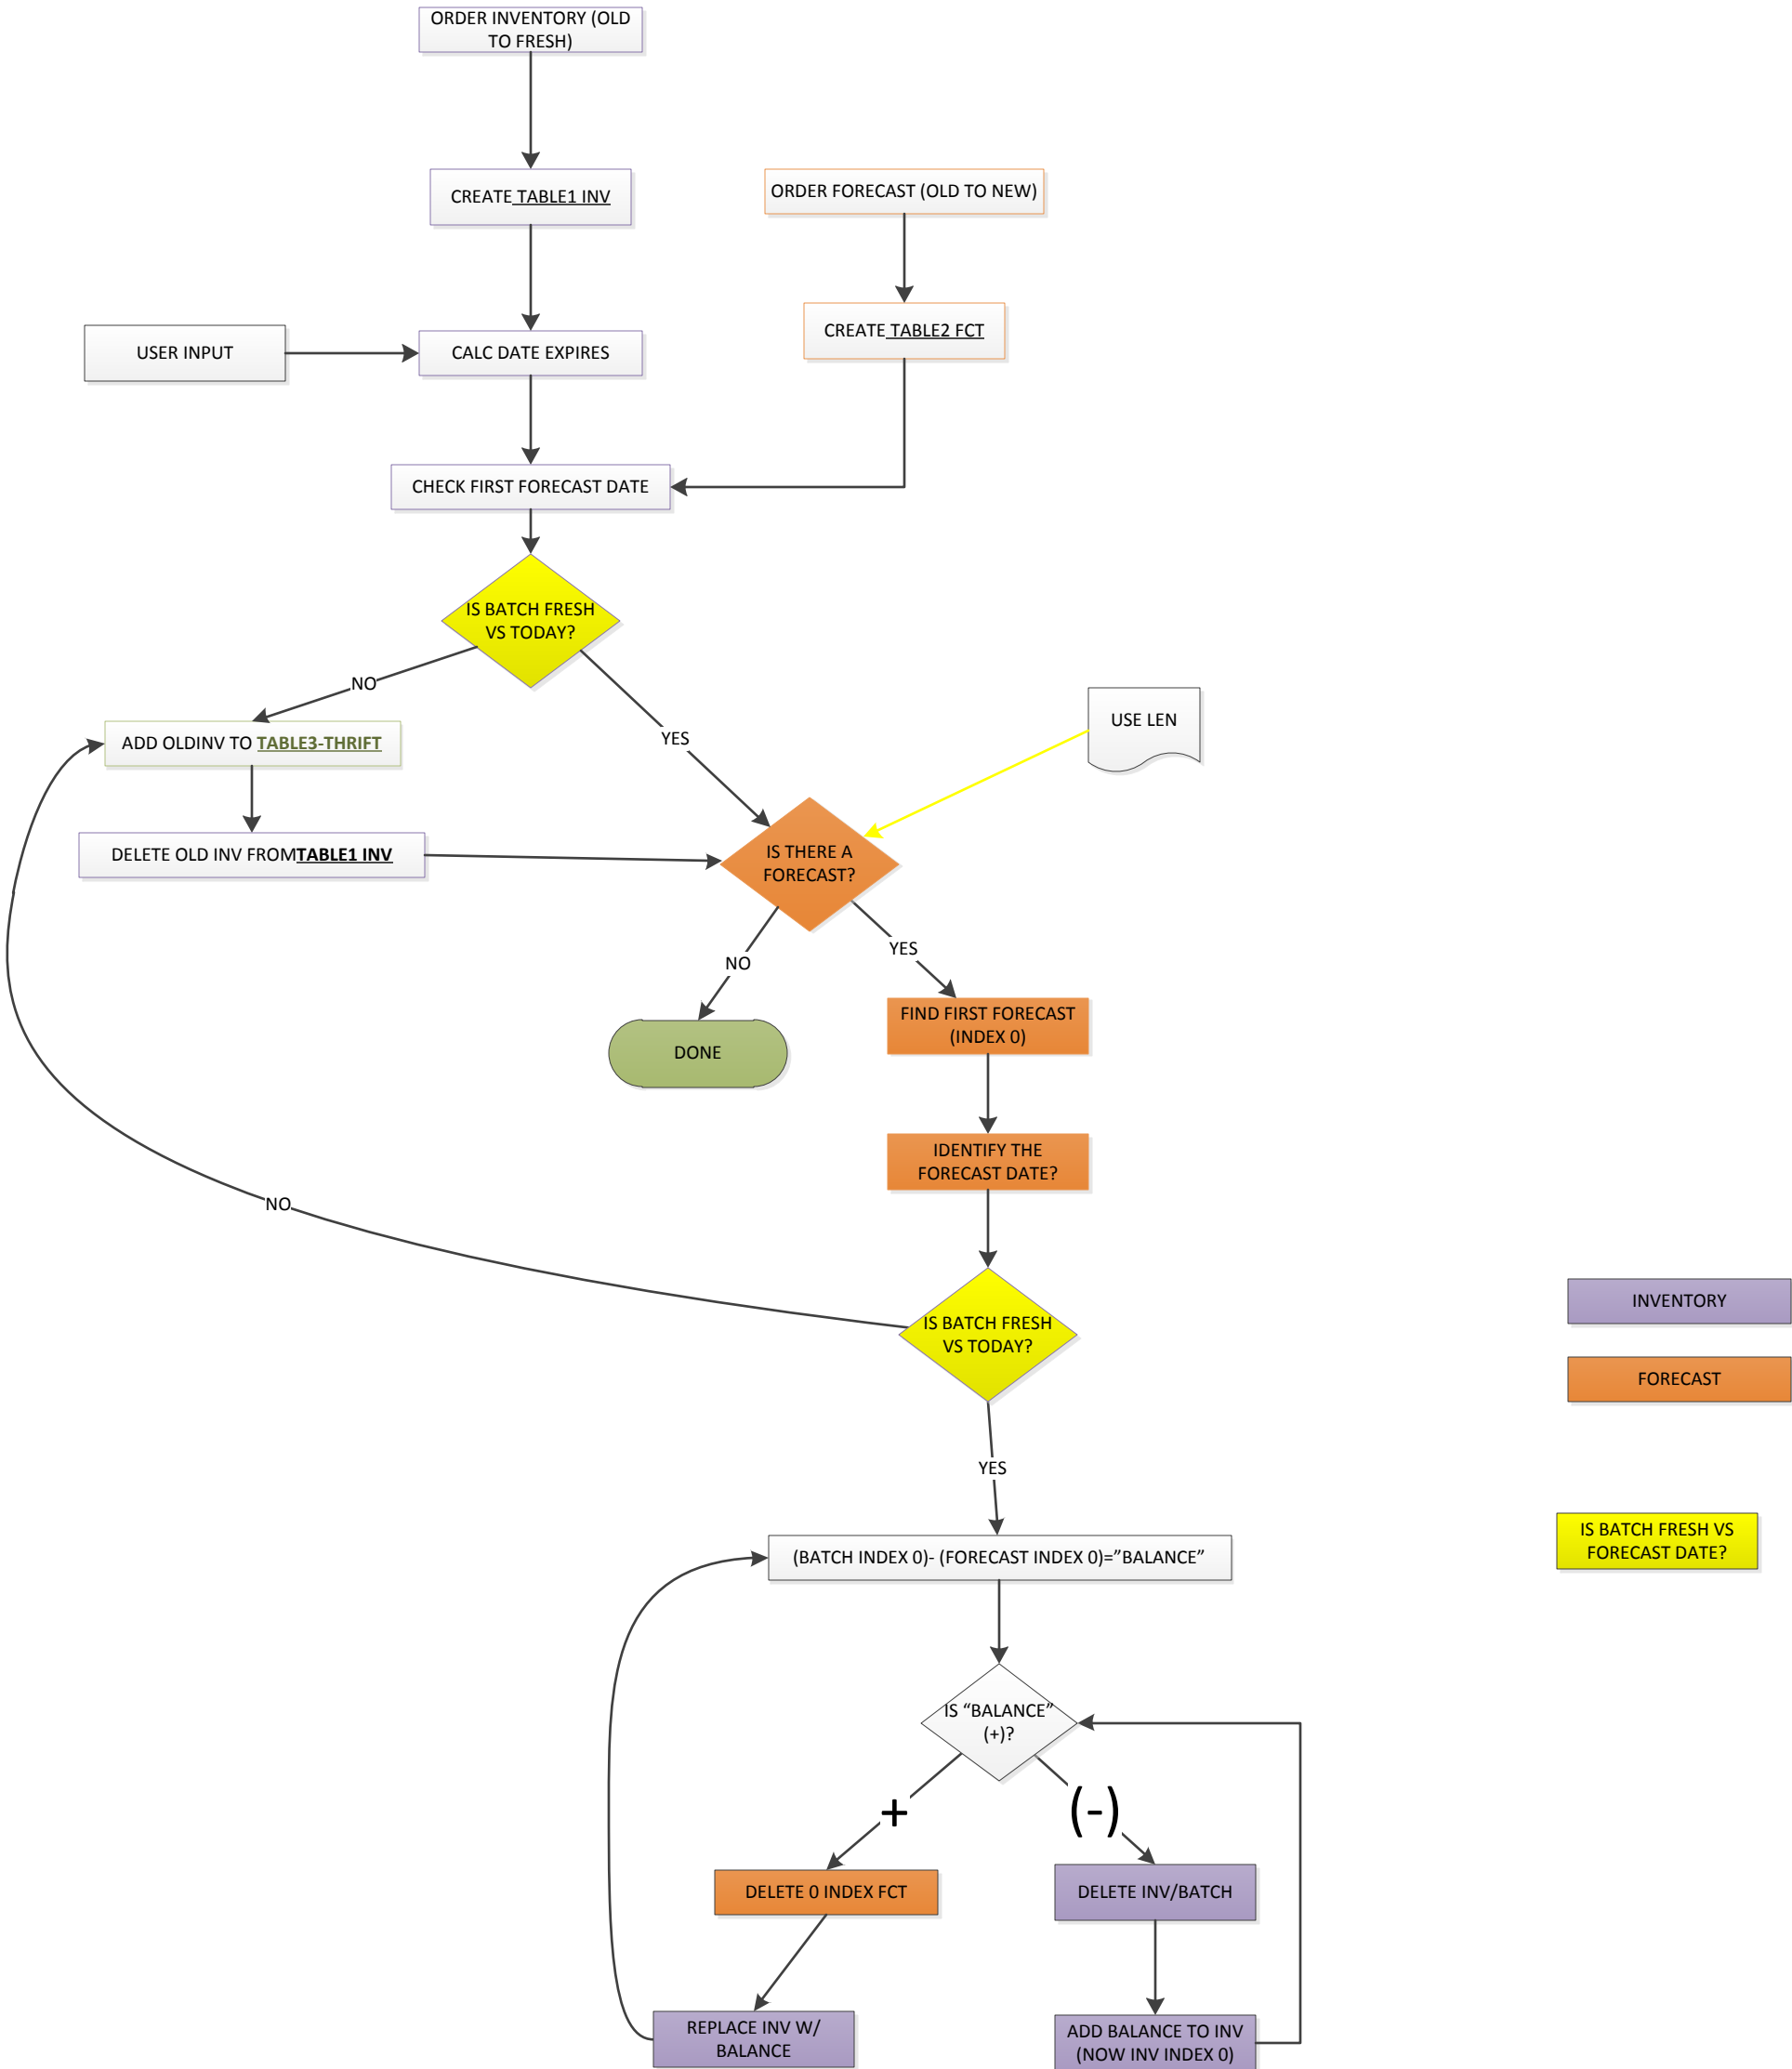 ORDER INVENTORY (OLD
TO FRESH)
CREATE TABLE1 INV
ORDER FORECAST (OLD TO NEW)
CREATE TABLE2 FCT
USER INPUT
CALC DATE EXPIRES
CHECK FIRST FORECAST DATE
IS BATCH FRESH
VS TODAY?
NO
YES
USE LEN
ADD OLDINV TO TABLE3-THRIFT
DELETE OLD INV FROMTABLE1 INV
IS THERE A
FORECAST?
NO
YES
DONE
FIND FIRST FORECAST
(INDEX 0)
IDENTIFY THE
FORECAST DATE?
NO
IS BATCH FRESH
VS TODAY?
INVENTORY
FORECAST
YES
IS BATCH FRESH VS
FORECAST DATE?
(BATCH INDEX 0)- (FORECAST INDEX 0)=”BALANCE”
IS “BALANCE”
(+)?
+
(-)
DELETE 0 INDEX FCT
DELETE INV/BATCH
REPLACE INV W/
BALANCE
ADD BALANCE TO INV
(NOW INV INDEX 0)